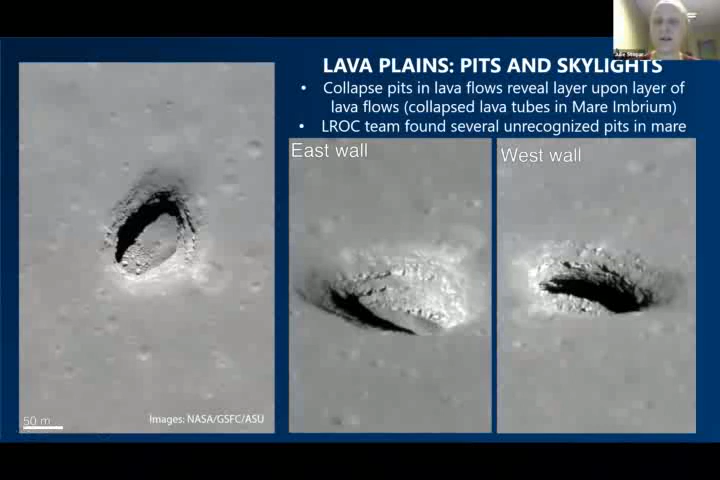 LAVA PLAINS: PITS AND SKYLIGHTS
• Collapse pits in lava flows reveal layer upon layer of
lava flows (collapsed lava tubes in Mare Imbrium)
• LROC team found several unrecognized pits in mare
East wall
West wall
50 m
Images: NASA/GSFC/ASU